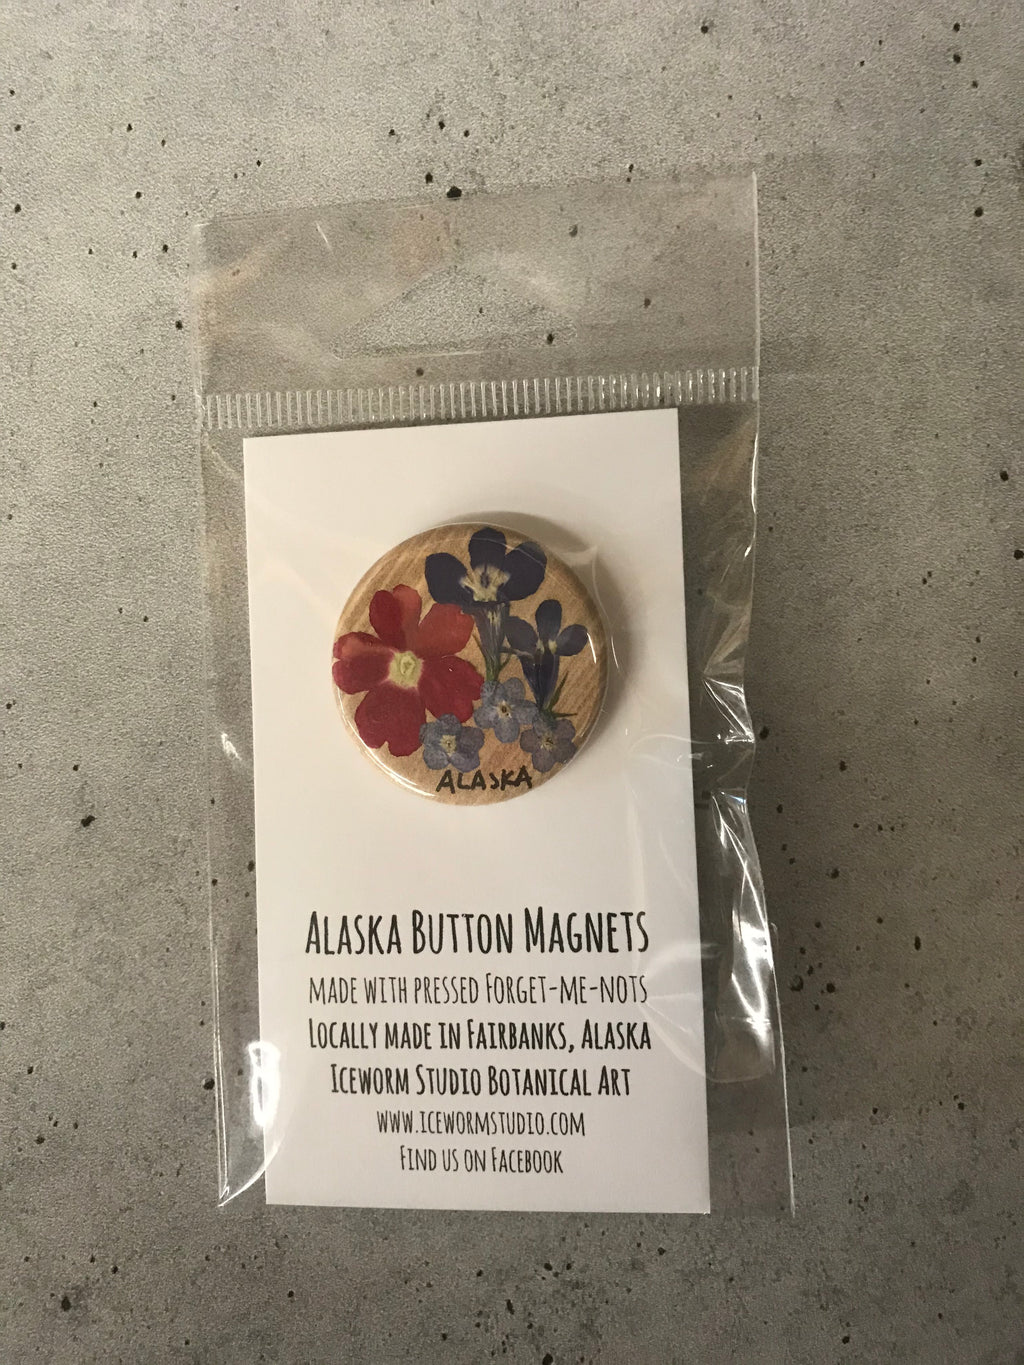 ALASKA
ALASKA BUTTON MAGNETS
MADE WITH PRESSED FORGET-ME-NOTS
LOCALLY MADE IN FAIRBANKS, ALASKA
ICEWORM STUDIO BOTANICAL ART
WWW.ICEWORMSTUDIO.COM
FIND US ON FACEBOOK